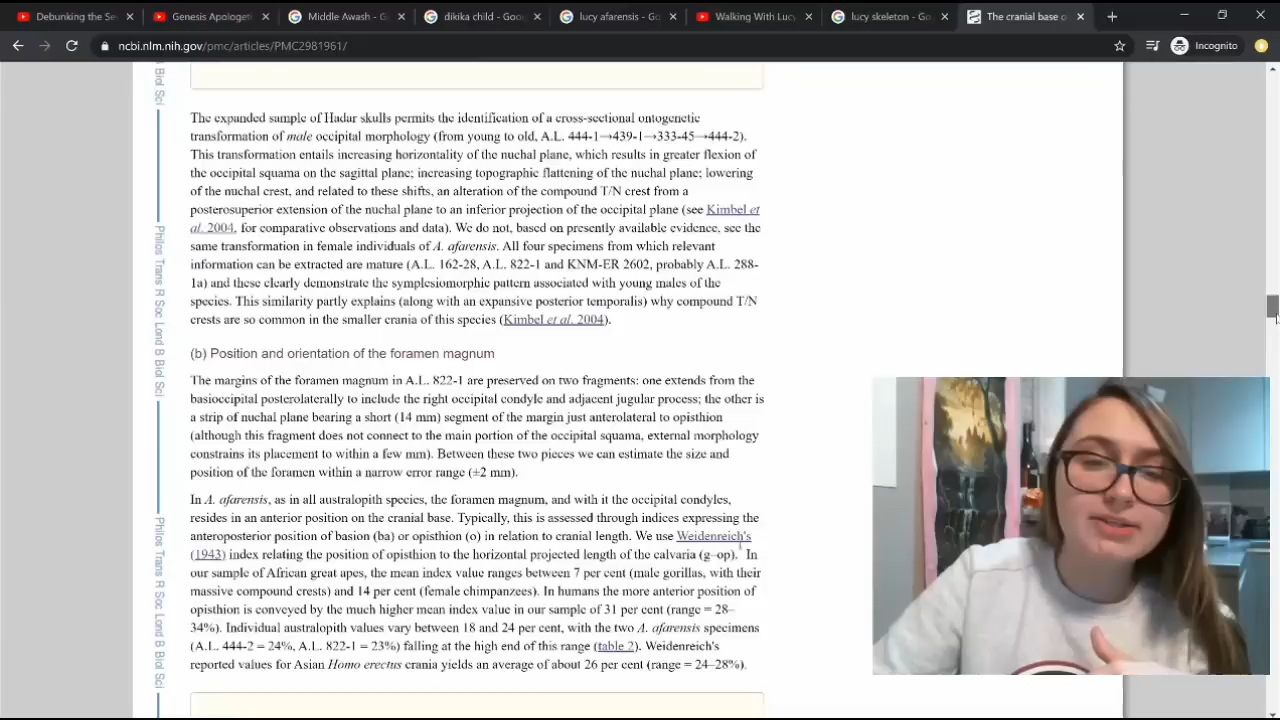 Debunking the Se
Genesis Apologeti
Middle Awash - G
dikika child - Goo
lucy afarensis - Go
Walking With Lucy
lucy skeleton - Go
The cranial base o
ncbi.nlm.nih.gov/pmc/articles/PMC2981961/
Incognito
The expanded sample of Hadar skulls permits the identification of a cross-sectional ontogenetic
transformation of male occipital morphology (from young to old, A.L. 444-1→439-1→333-45→444-2).
This transformation entails increasing horizontality of the nuchal plane, which results in greater flexion of
the occipital squama on the sagittal plane; increasing topographic flattening of the nuchal plane; lowering
of the nuchal crest, and related to these shifts, an alteration of the compound T/N crest from a
posterosuperior extension of the nuchal plane to an inferior projection of the occipital plane (see Kimbel et
al. 2004, for comparative observations and data). We do not, based on presently available evidence, see the
same transformation in female individuals of A. afarensis. All four specimens from which relevant
information can be extracted are mature (A.L. 162-28, A.L. 822-1 and KNM-ER 2602, probably A.L. 288-
1a) and these clearly demonstrate the symplesiomorphic pattern associated with young males of the
species. This similarity partly explains (along with an expansive posterior temporalis) why compound T/N
crests are so common in the smaller crania of this species (Kimbel et al. 2004).
(b) Position and orientation of the foramen magnum
The margins of the foramen magnum in A.L. 822-1 are preserved on two fragments: one extends from the
basioccipital posterolaterally to include the right occipital condyle and adjacent jugular process; the other is
a strip of nuchal plane bearing a short (14 mm) segment of the margin just anterolateral to opisthion
(although this fragment does not connect to the main portion of the occipital squama, external morphology
constrains its placement to within a few mm). Between these two pieces we can estimate the size and
position of the foramen within a narrow error range (±2 mm).
In A. afarensis, as in all australopith species, the foramen magnum, and with it the occipital condyles,
resides in an anterior position on the cranial base. Typically, this is assessed through indices expressing the
anteroposterior position of basion (ba) or opisthion (o) in relation to cranial length. We use Weidenreich's
(1943) index relating the position of opisthion to the horizontal projected length of the calvaria (g–op). In
our sample of African great apes, the mean index value ranges between 7 per cent (male gorillas, with their
massive compound crests) and 14 per cent (female chimpanzees). In humans the more anterior position of
opisthion is conveyed by the much higher mean index value in our sample of 31 per cent (range = 28–
34%). Individual australopith values vary between 18 and 24 per cent, with the two A. afarensis specimens
(A.L. 444-2 = 24%, A.L. 822-1 = 23%) falling at the high end of this range (table 2). Weidenreich's
reported values for Asian Homo erectus crania yields an average of about 26 per cent (range = 24–28%).
Biol Sci
Philos Trans R Soc Lond B Biol Sci
Philos Trans R Soc Lond B Biol Sci